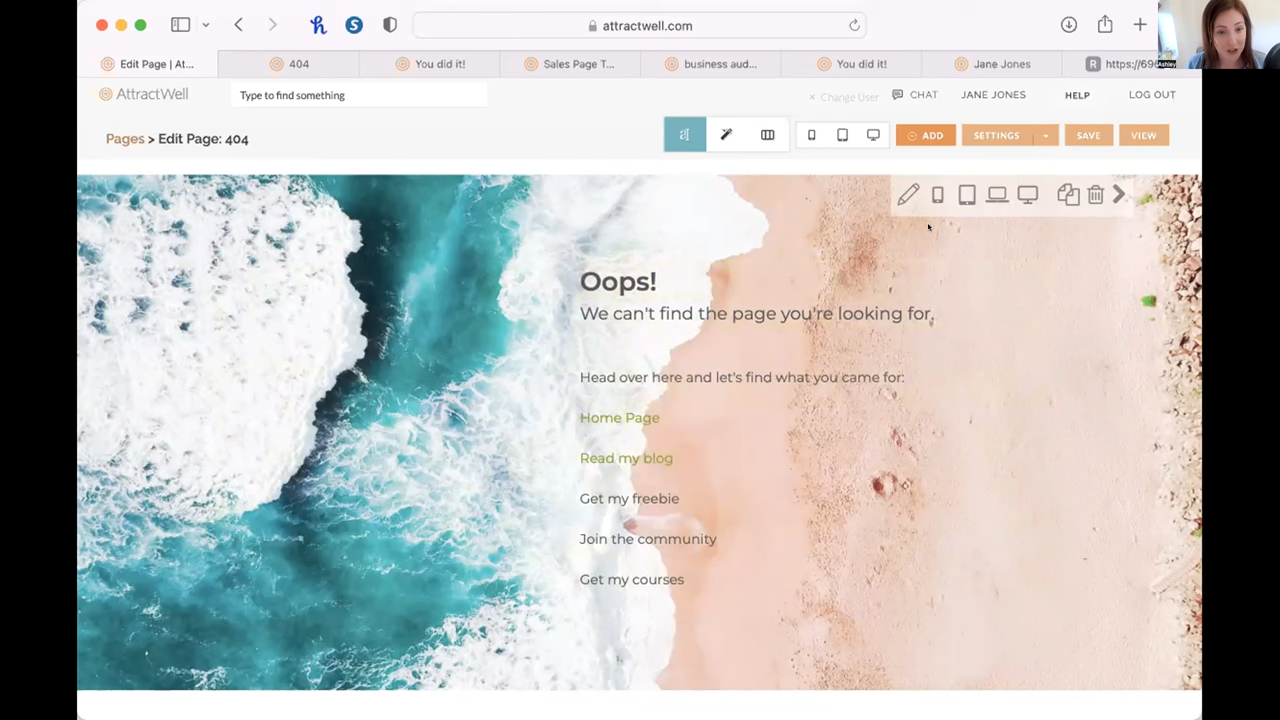 attractwell.com
Edit Page | At...
404
You did it!
Sales Page T...
business aud...
You did it!
Jane Jones
R
https://69
Ashley
AttractWell
Type to find something
× Change User
CHAT
JANE JONES
HELP
LOG OUT
Pages > Edit Page: 404
ADD
SETTINGS
SAVE
VIEW
Oops!
We can't find the page you're looking for.
Head over here and let's find what you came for:
Home Page
Read my blog
Get my freebie
Join the community
Get my courses